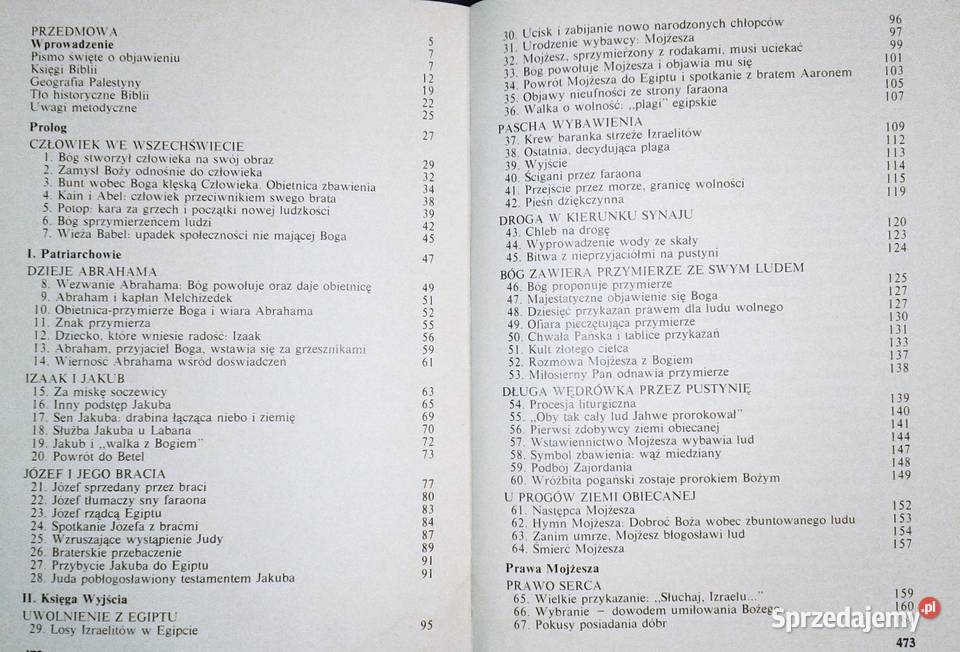 PRZEDMOWA 5
Wprowadzenie 7
Pismo święte o objawieniu 7
Księgi Biblii 12
Geografia Palestyny 19
Tło historyczne Biblii 22
Uwagi metodyczne 25
Prolog 27
CZŁOWIEK WE WSZECHŚWIECIE
1. Bóg stworzył człowieka na swój obraz 29
2. Zamysł Boży odnośnie do człowieka 32
3. Bunt wobec Boga klęską Człowieka. Obietnica zbawienia 34
4. Kain i Abel: człowiek przeciwnikiem swego brata 38
5. Potop: kara za grzech i początki nowej ludzkości 39
6. Bóg sprzymierzeńcem ludzi 42
7. Wieża Babel: upadek społeczności nie mającej Boga 45
I. Patriarchowie 47
DZIEJE ABRAHAMA
8. Wezwanie Abrahama: Bóg powołuje oraz daje obietnicę 49
9. Abraham i kapłan Melchizedek 51
10. Obietnica-przymierze Boga i wiara Abrahama 52
11. Znak przymierza 55
12. Dziecko, które wniesie radość: Izaak 56
13. Abraham, przyjaciel Boga, wstawia się za grzesznikami 59
14. Wierność Abrahama wśród doświadczeń 61
IZAAK I JAKUB
15. Za miskę soczewicy 63
16. Inny podstęp Jakuba 65
17. Sen Jakuba: drabina łącząca niebo i ziemię 69
18. Służba Jakuba u Labana 70
19. Jakub i „walka z Bogiem" 72
20. Powrót do Betel 73
JÓZEF I JEGO BRACIA
21. Józef sprzedany przez braci 77
22. Józef tłumaczy sny faraona 80
23. Józef rządcą Egiptu 83
24. Spotkanie Józefa z braćmi 84
25. Wzruszające wystąpienie Judy 87
26. Braterskie przebaczenie 89
27. Przybycie Jakuba do Egiptu 91
28. Juda pobłogosławiony testamentem Jakuba 91
II. Księga Wyjścia
UWOLNIENIE Z EGIPTU
29. Losy Izraelitów w Egipcie 95
30. Ucisk i zabijanie nowo narodzonych chłopców 96
31. Urodzenie wybawcy: Mojżesza 97
32. Mojżesz, sprzymierzony z rodakami, musi uciekać 99
33. Bóg powołuje Mojżesza i objawia mu się 101
34. Powrót Mojżesza do Egiptu i spotkanie z bratem Aaronem 103
35. Objawy nieufności ze strony faraona 105
36. Walka o wolność: „plagi" egipskie 107
PASCHA WYBAWIENIA
37. Krew baranka strzeże Izraelitów 109
38. Ostatnia, decydująca plaga 112
39. Wyjście 113
40. Ścigani przez faraona 114
41. Przejście przez morze, granicę wolności 115
42. Pieśń dziękczynna 119
DROGA W KIERUNKU SYNAJU
43. Chleb na drogę 120
44. Wyprowadzenie wody ze skały 123
45. Bitwa z nieprzyjaciółmi na pustyni 124
BÓG ZAWIERA PRZYMIERZE ZE SWYM LUDEM
46. Bóg proponuje przymierze 125
47. Majestatyczne objawienie się Boga 127
48. Dziesięć przykazań prawem dla ludu wolnego 127
49. Ofiara pieczętująca przymierze 130
50. Chwała Pańska i tablice przykazań 131
51. Kult złotego cielca 133
52. Rozmowa Mojżesza z Bogiem 137
53. Miłosierny Pan odnawia przymierze 138
DŁUGA WĘDRÓWKA PRZEZ PUSTYNIĘ
54. Procesja liturgiczna 139
55. „Oby tak cały lud Jahwe prorokował" 140
56. Pierwsi zdobywcy ziemi obiecanej 141
57. Wstawiennictwo Mojżesza wybawia lud 144
58. Symbol zbawienia: wąż miedziany 147
59. Podbój Zajordania 148
60. Wróżbita pogański zostaje prorokiem Bożym 149
U PROGÓW ZIEMI OBIECANEJ
61. Następca Mojżesza 152
62. Hymn Mojżesza: Dobroć Boża wobec zbuntowanego ludu 153
63. Zanim umrze, Mojżesz błogosławi lud 154
64. Śmierć Mojżesza 157
Prawa Mojżesza
PRAWO SERCA
65. Wielkie przykazanie: „Słuchaj, Izraelu..." 159
66. Wybranie – dowodem umiłowania Bożego 160
67. Pokusy posiadania dóbr
473
Sprzedajemy.pl